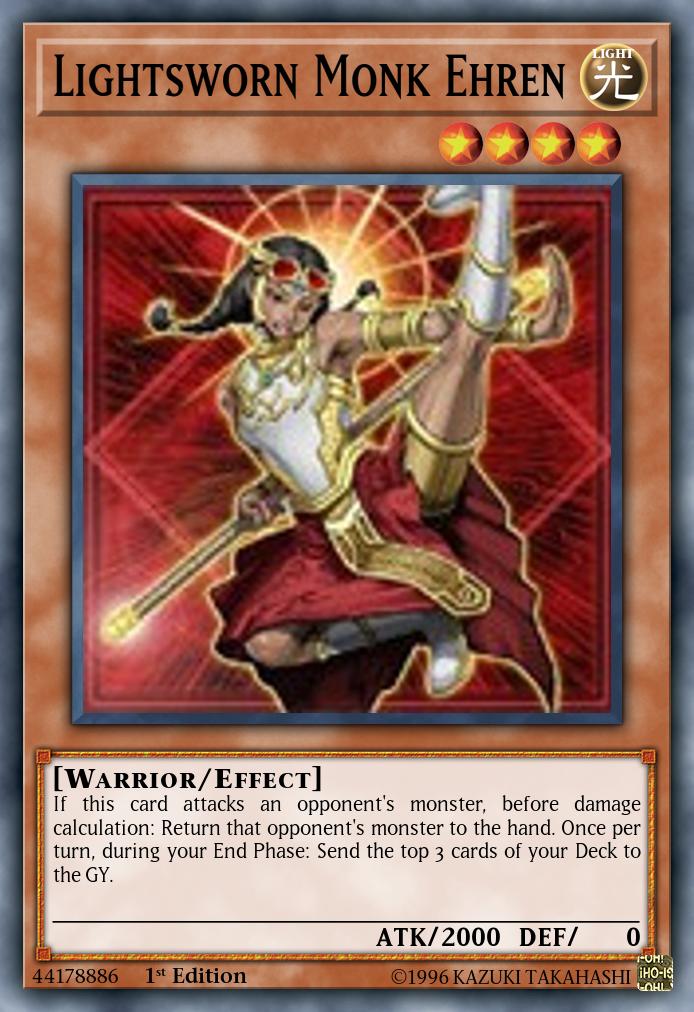 Lightsworn Monk Ehren
LIGHT
光
[Warrior/Effect]
If this card attacks an opponent's monster, before damage
calculation: Return that opponent's monster to the hand. Once per
turn, during your End Phase: Send the top 3 cards of your Deck to
the GY.
ATK/2000 DEF/ 0
44178886 1st Edition ©1996 KAZUKI TAKAHASHI